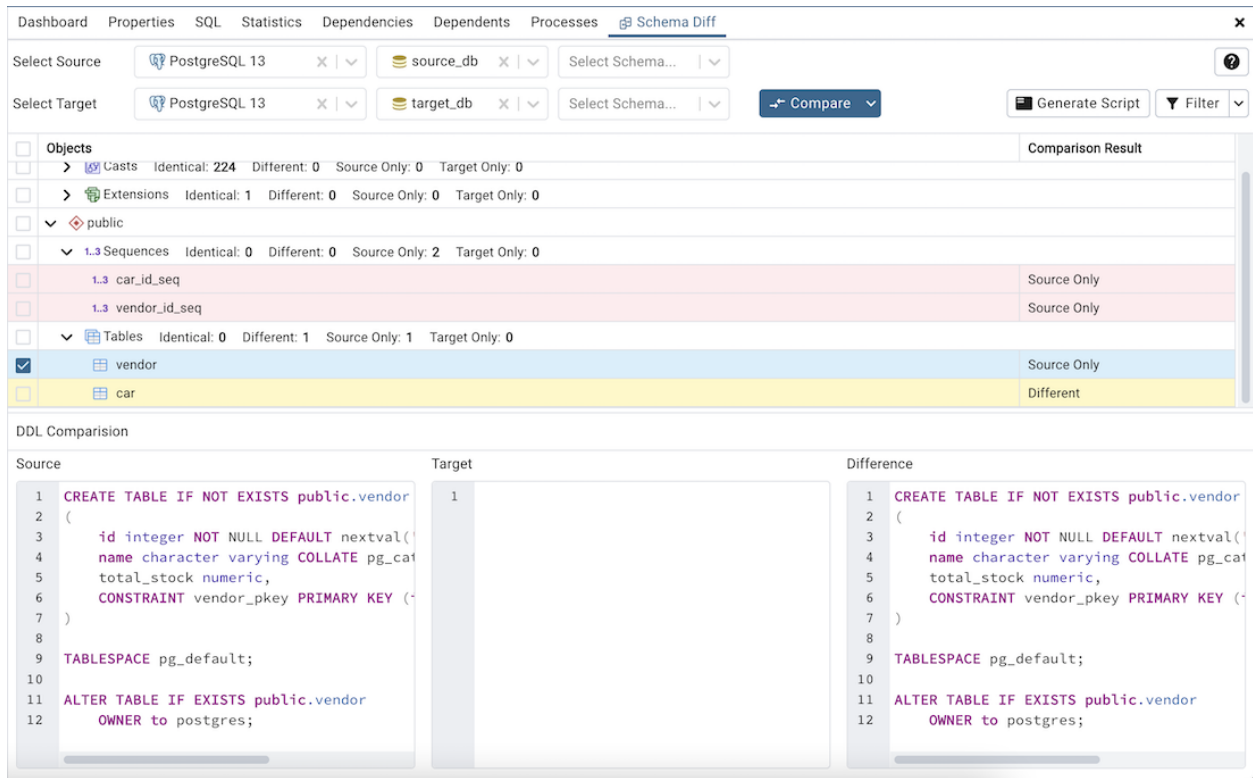 Dashboard Properties SQL Statistics Dependencies Dependents Processes Schema Diff
Select Source PostgreSQL 13 source_db Select Schema...
Select Target PostgreSQL 13 target_db Select Schema... Compare Generate Script Filter
Objects Comparison Result
Casts Identical: 224 Different: 0 Source Only: 0 Target Only: 0
Extensions Identical: 1 Different: 0 Source Only: 0 Target Only: 0
public
1..3 Sequences Identical: 0 Different: 0 Source Only: 2 Target Only: 0
1..3 car_id_seq Source Only
1..3 vendor_id_seq Source Only
Tables Identical: 0 Different: 1 Source Only: 1 Target Only: 0
vendor Source Only
car Different
DDL Comparision
Source
1 CREATE TABLE IF NOT EXISTS public.vendor
2 (
3 id integer NOT NULL DEFAULT nextval('
4 name character varying COLLATE pg_cat
5 total_stock numeric,
6 CONSTRAINT vendor_pkey PRIMARY KEY (
7 )
8
9 TABLESPACE pg_default;
10
11 ALTER TABLE IF EXISTS public.vendor
12 OWNER to postgres;
Target
1
Difference
1 CREATE TABLE IF NOT EXISTS public.vendor
2 (
3 id integer NOT NULL DEFAULT nextval('
4 name character varying COLLATE pg_cat
5 total_stock numeric,
6 CONSTRAINT vendor_pkey PRIMARY KEY (
7 )
8
9 TABLESPACE pg_default;
10
11 ALTER TABLE IF EXISTS public.vendor
12 OWNER to postgres;